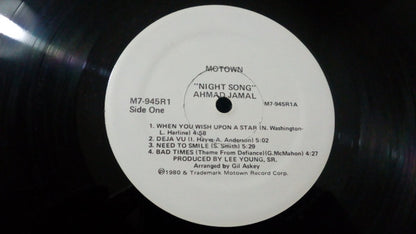 MOTOWN
"NIGHT SONG"
AHMAD JAMAL
M7-945R1
Side One
M7-945R1A
1. WHEN YOU WISH UPON A STAR (N. Washington-
L. Harline) 4:58
2. DEJA VU (I. Hayes-A. Anderson) 5:02
3. NEED TO SMILE (S. Smith) 5:29
4. BAD TIMES (Theme From Defiance)(G.McMahon) 4:27
PRODUCED BY LEE YOUNG, SR.
Arranged by Gil Askey
℗©1980 & Trademark Motown Record Corp.